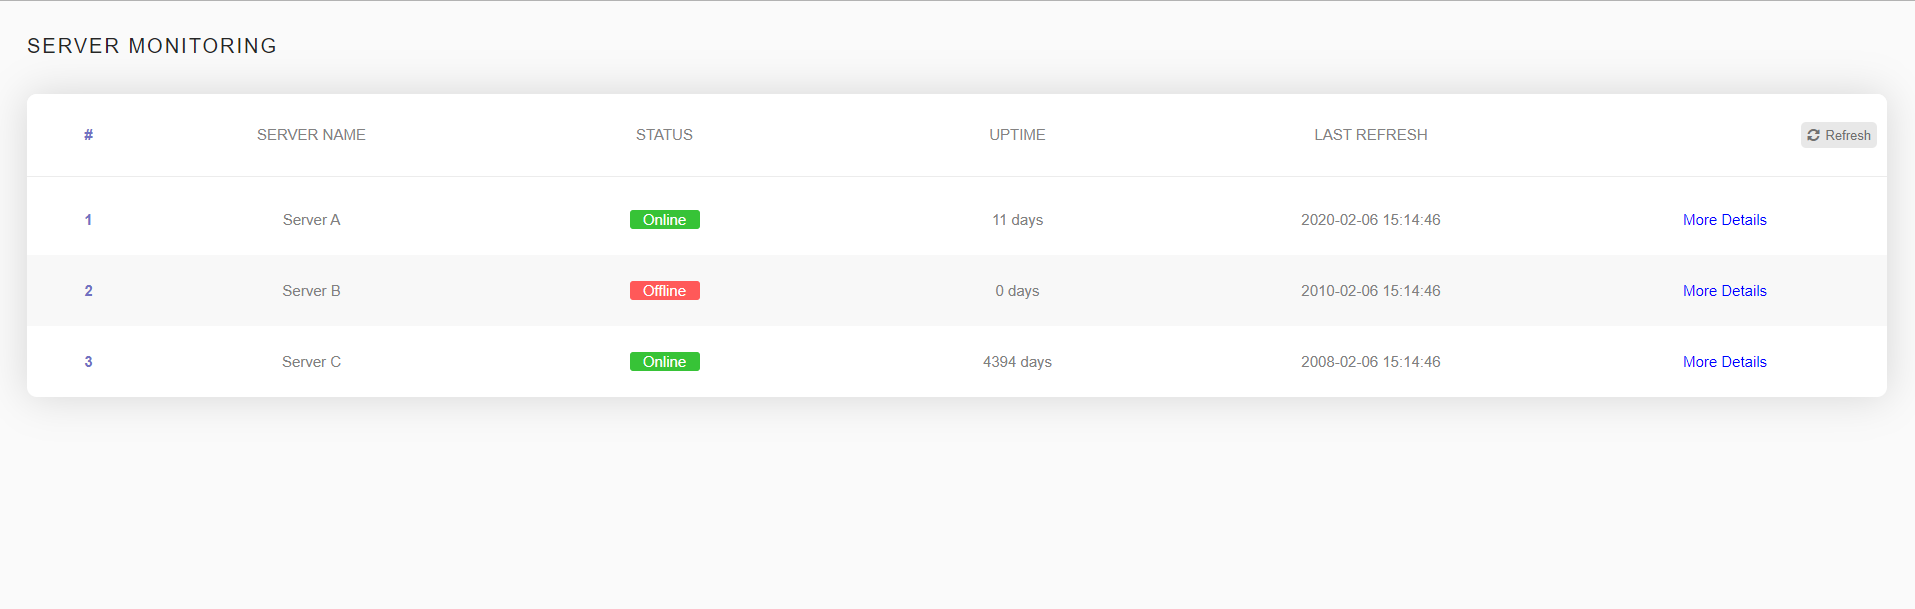 SERVER MONITORING
# SERVER NAME STATUS UPTIME LAST REFRESH Refresh
1 Server A Online 11 days 2020-02-06 15:14:46 More Details
2 Server B Offline 0 days 2010-02-06 15:14:46 More Details
3 Server C Online 4394 days 2008-02-06 15:14:46 More Details